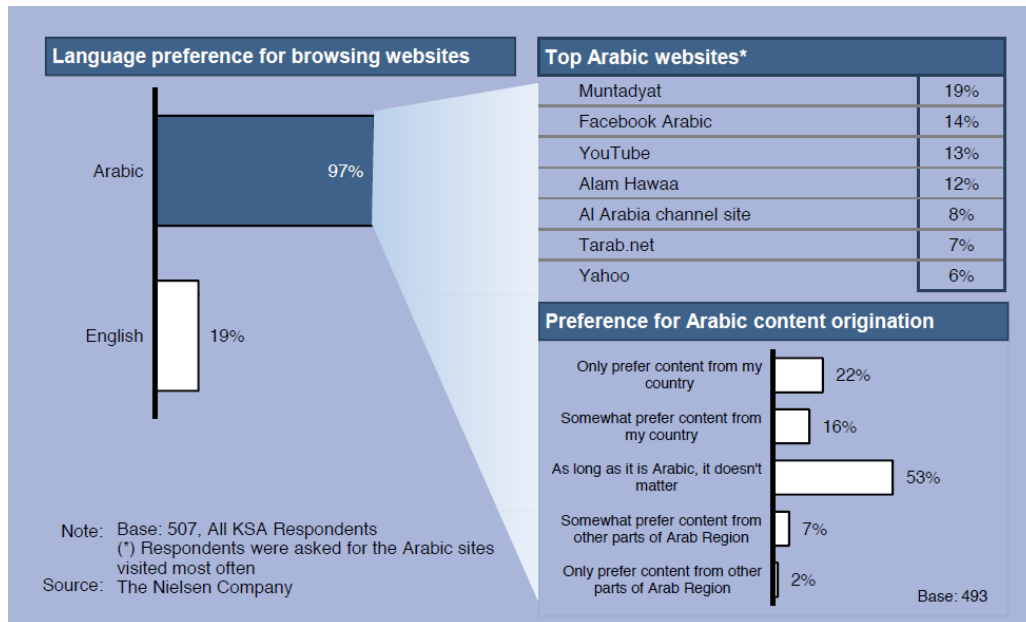 Language preference for browsing websites
Arabic
97%
English
19%
Note: Base: 507, All KSA Respondents
(*) Respondents were asked for the Arabic sites
visited most often
Source: The Nielsen Company
Top Arabic websites*
Muntadyat 19%
Facebook Arabic 14%
YouTube 13%
Alam Hawaa 12%
Al Arabia channel site 8%
Tarab.net 7%
Yahoo 6%
Preference for Arabic content origination
Only prefer content from my
country
22%
Somewhat prefer content from
my country
16%
As long as it is Arabic, it doesn't
matter
53%
Somewhat prefer content from
other parts of Arab Region
7%
Only prefer content from other
parts of Arab Region
2%
Base: 493